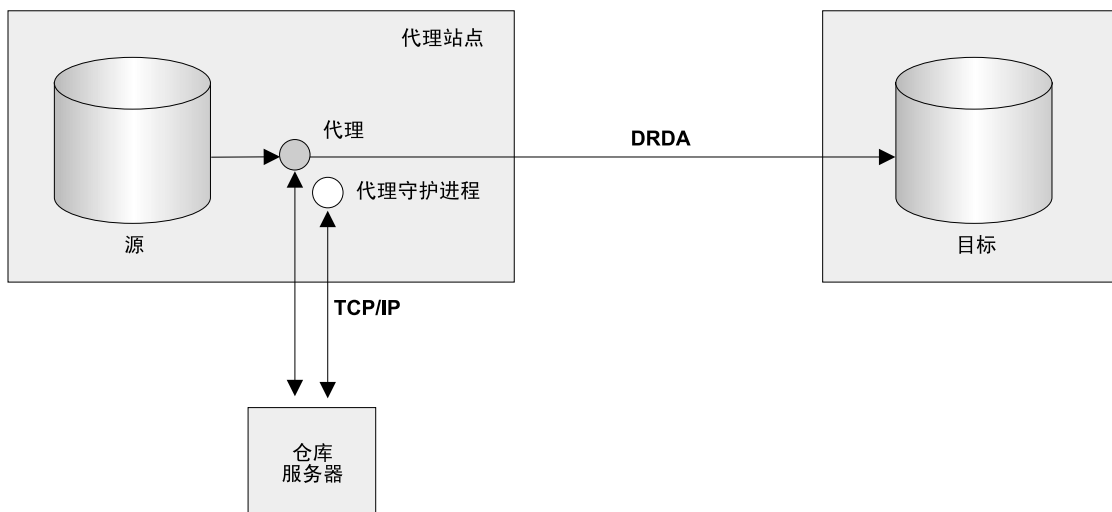 代理站点
代理
DRDA
代理守护进程
源
目标
TCP/IP
仓库
服务器